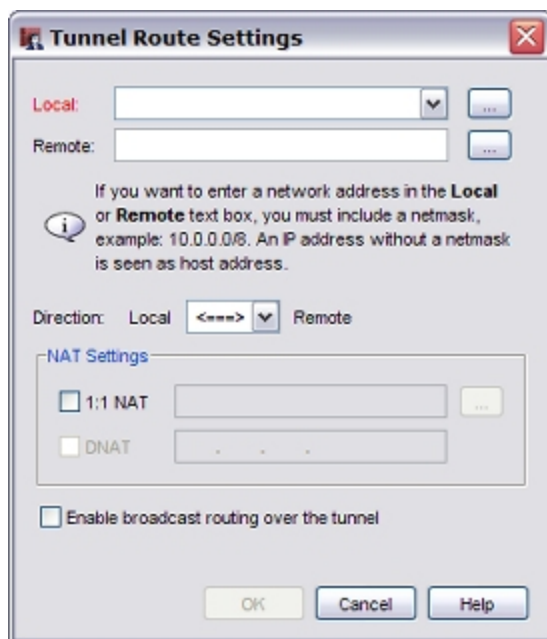 Tunnel Route Settings
Local:
...
Remote:
...
If you want to enter a network address in the Local
or Remote text box, you must include a netmask,
example: 10.0.0.0/8. An IP address without a netmask
is seen as host address.
Direction: Local <===> Remote
NAT Settings
1:1 NAT
...
DNAT . . .
Enable broadcast routing over the tunnel
OK Cancel Help